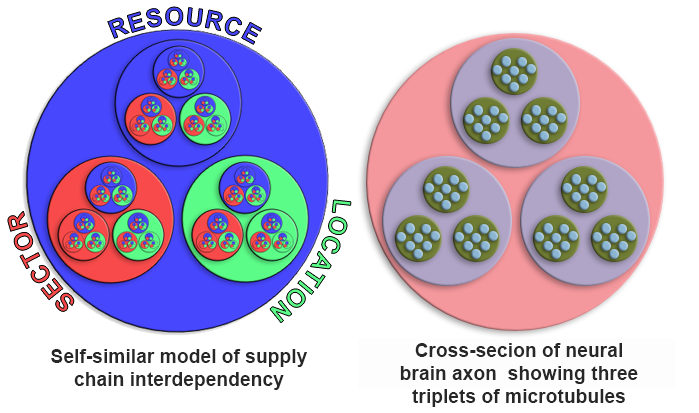 RESOURCE
SECTOR
LOCATION
Self-similar model of supply
chain interdependency
Cross-secion of neural
brain axon showing three
triplets of microtubules